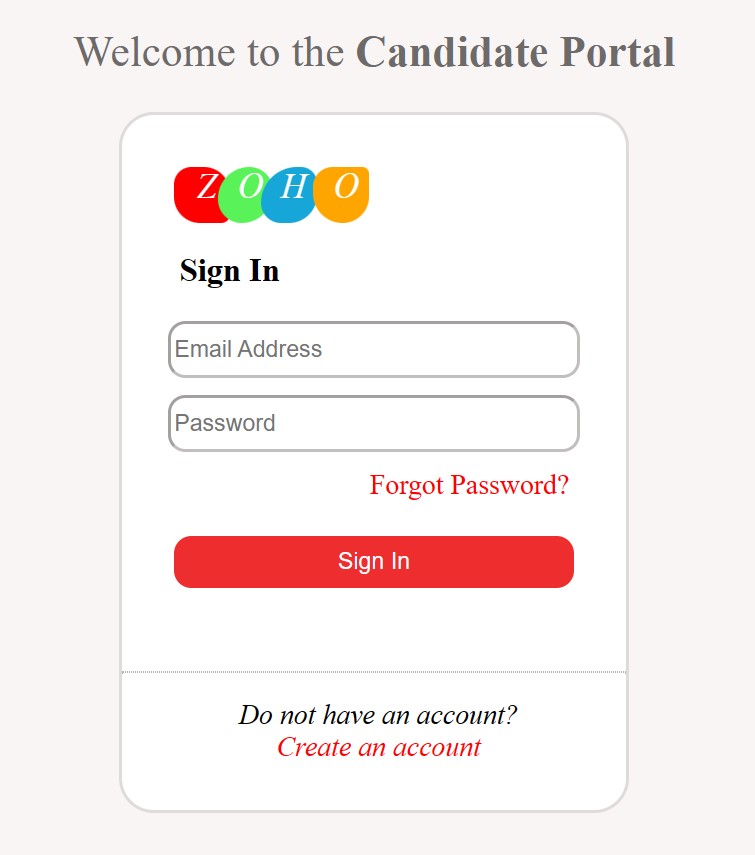 Welcome to the Candidate Portal
ZOHO
Sign In
Email Address
Password
Forgot Password?
Sign In
Do not have an account?
Create an account